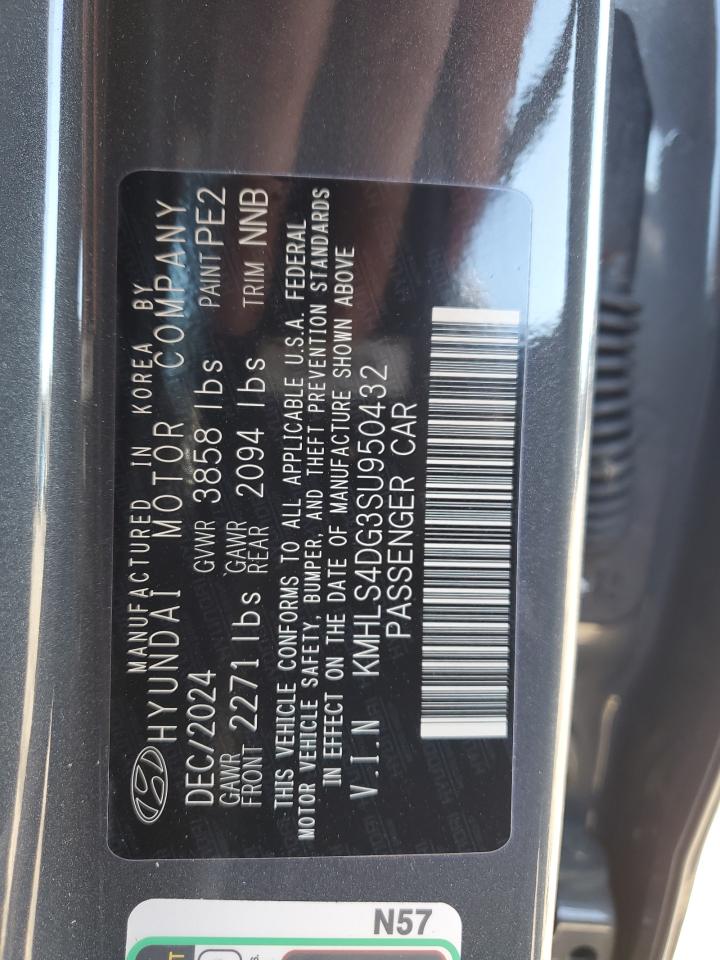 MANUFACTURED IN KOREA BY
HYUNDAI MOTOR COMPANY
DEC/2024 GVWR 3858 lbs PAINT PE2
GAWR FRONT 2271 lbs GAWR REAR 2094 lbs TRIM NNB
THIS VEHICLE CONFORMS TO ALL APPLICABLE U.S.A. FEDERAL
MOTOR VEHICLE SAFETY, BUMPER, AND THEFT PREVENTION STANDARDS
IN EFFECT ON THE DATE OF MANUFACTURE SHOWN ABOVE
V.I.N KMHLS4DG3SU950432
PASSENGER CAR
N57